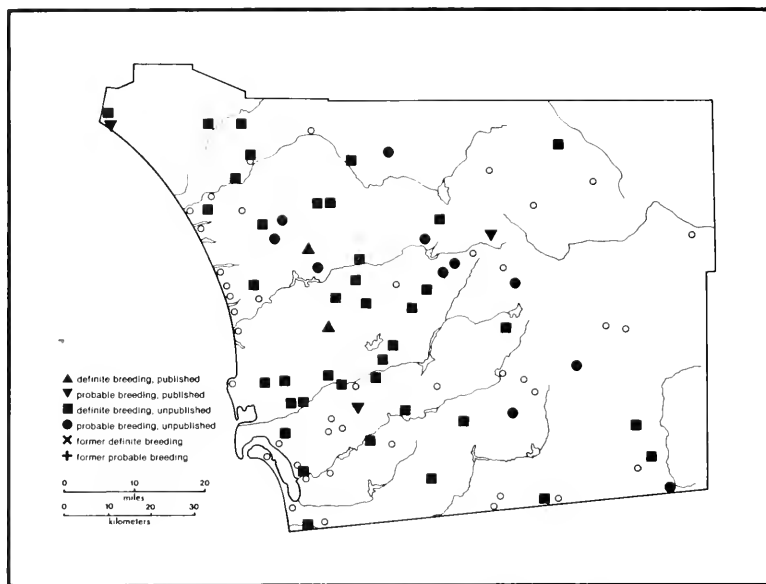 definite breeding, published
probable breeding, published
definite breeding, unpublished
probable breeding, unpublished
former definite breeding
former probable breeding
0 10 20
miles
0 10 20 30
kilometers